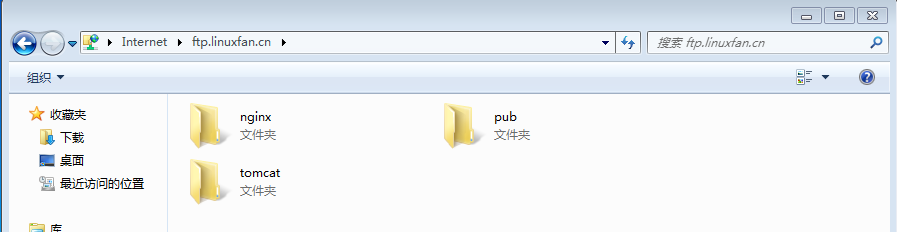 Internet ▸ ftp.linuxfan.cn ▸
搜索 ftp.linuxfan.cn
组织
收藏夹
下载
桌面
最近访问的位置
库
nginx
文件夹
pub
文件夹
tomcat
文件夹